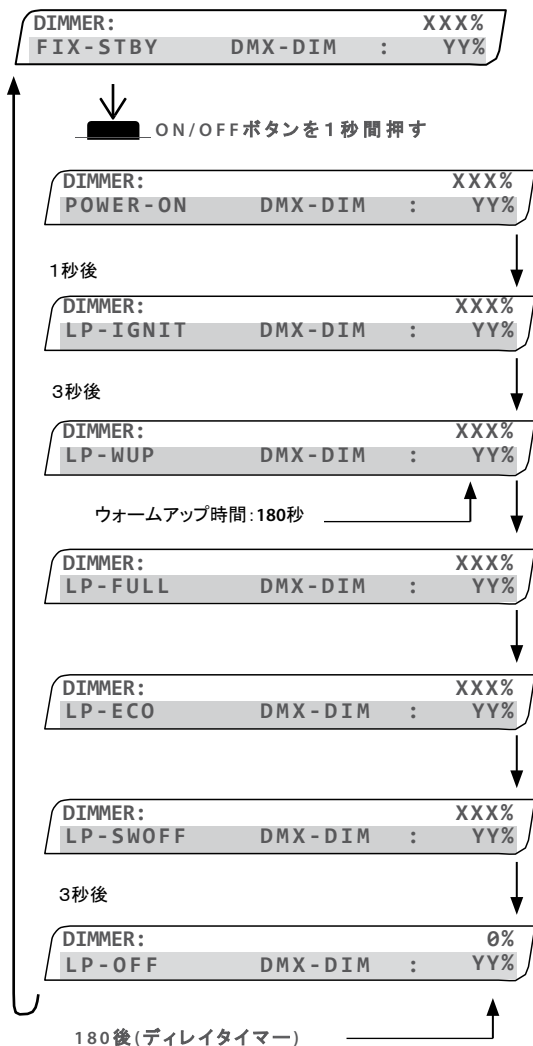 DIMMER: XXX%
FIX-STBY DMX-DIM : YY%
ON/OFFボタンを1秒間押す
DIMMER: XXX%
POWER-ON DMX-DIM : YY%
1秒後
DIMMER: XXX%
LP-IGNIT DMX-DIM : YY%
3秒後
DIMMER: XXX%
LP-WUP DMX-DIM : YY%
ウォームアップ時間:180秒
DIMMER: XXX%
LP-FULL DMX-DIM : YY%
DIMMER: XXX%
LP-ECO DMX-DIM : YY%
DIMMER: XXX%
LP-SWOFF DMX-DIM : YY%
3秒後
DIMMER: 0%
LP-OFF DMX-DIM : YY%
180後(ディレイタイマー)